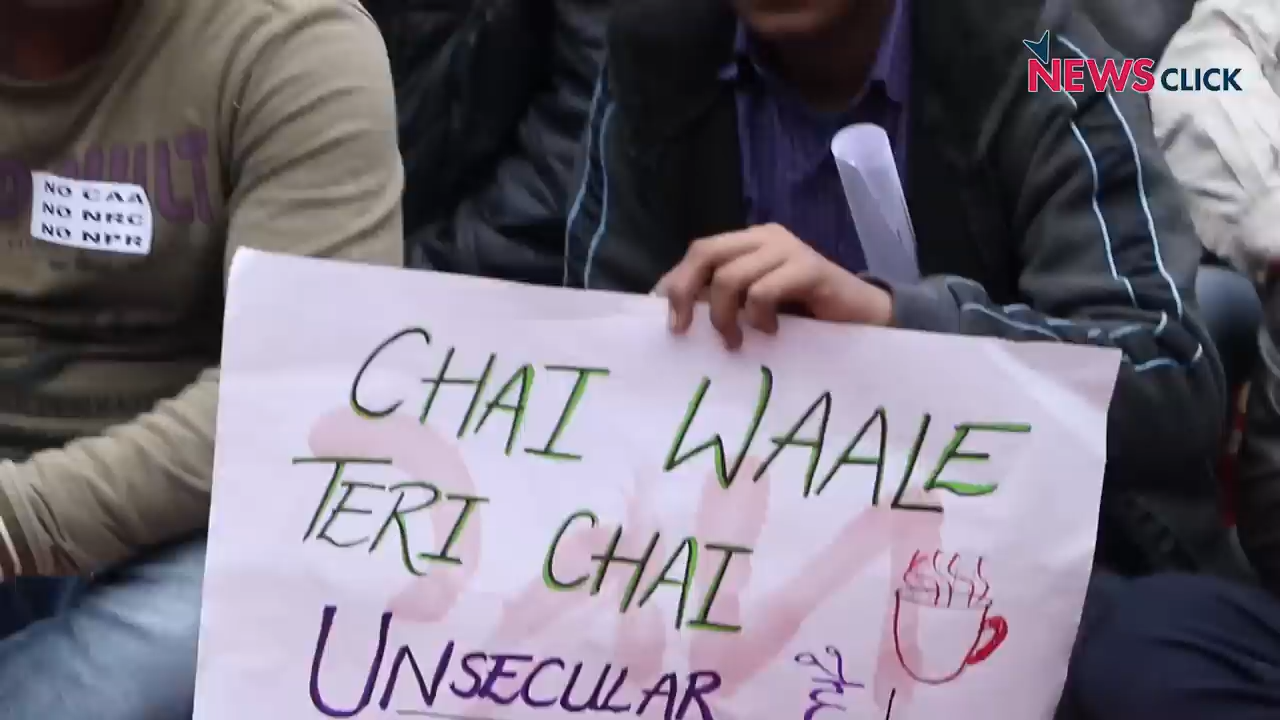 NEWSCLICK
NO CAA
NO NRC
NO NPR
CHAI WAALE
TERI CHAI
UNSECULAR
है